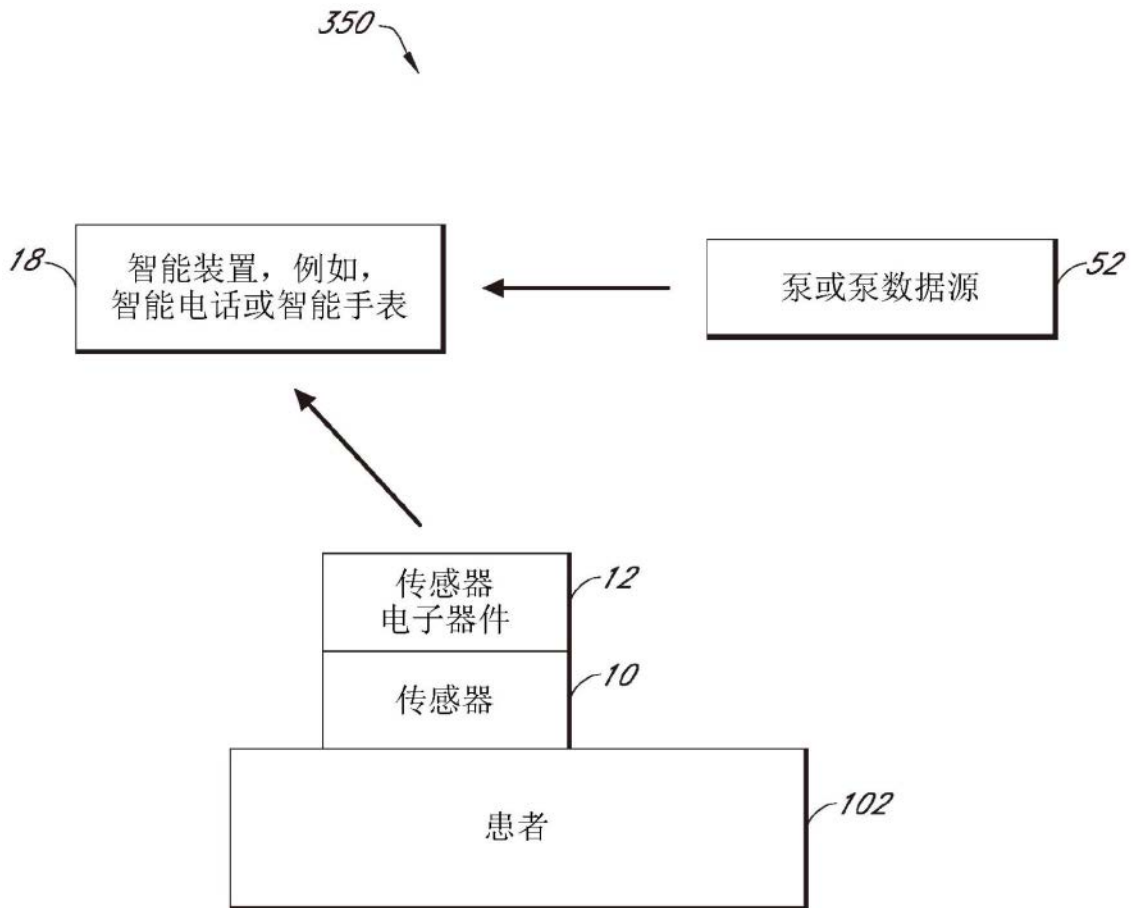 350
18
智能装置，例如，
智能电话或智能手表
泵或泵数据源
52
传感器
电子器件
12
传感器
10
患者
102